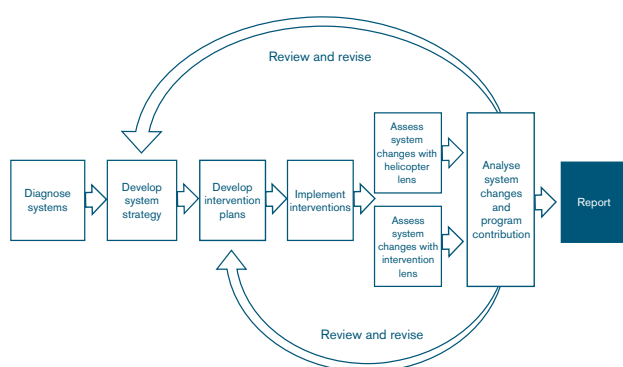 Review and revise
Diagnose
systems
Develop
system
strategy
Develop
intervention
plans
Implement
interventions
Assess
system
changes with
helicopter
lens
Assess
system
changes with
intervention
lens
Analyse
system
changes
and
program
contribution
Report
Review and revise